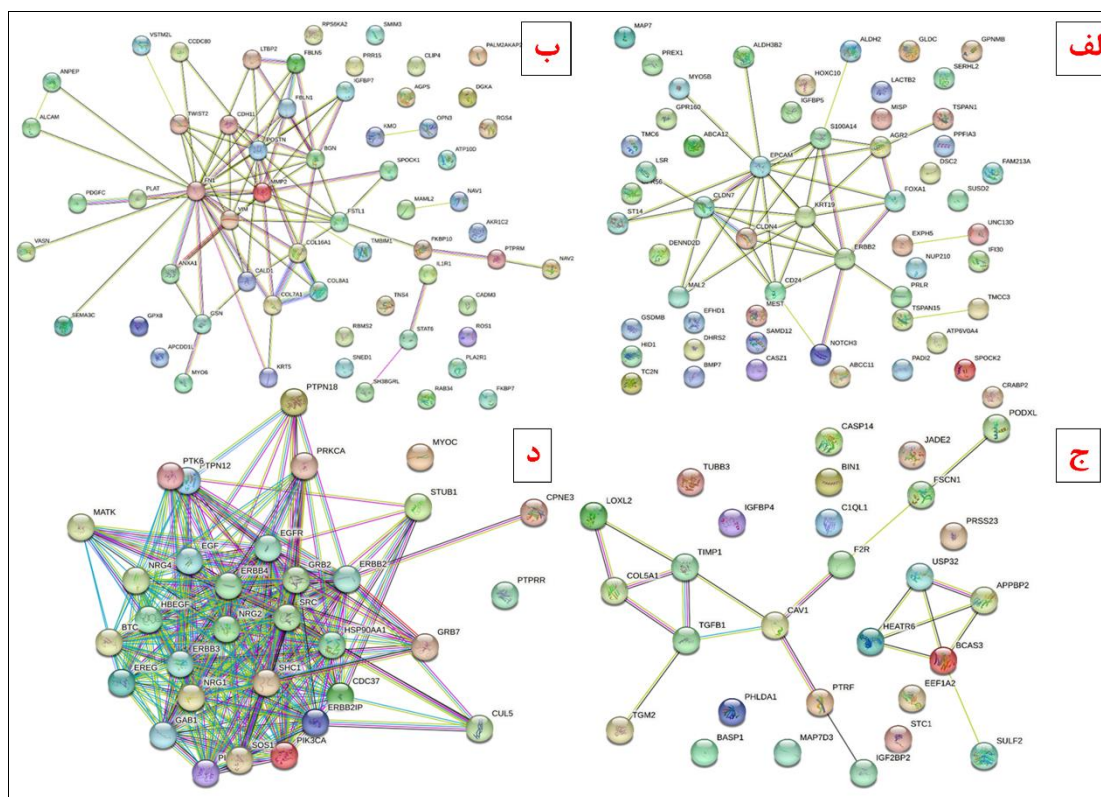 الف
MAP7
PREX1
ALDH3B2
ALDH2
GLDC
GPNMB
MYO5B
HOXC10
LACTB2
SERHL2
GPR160
IGFBP5
MISP
TSPAN1
TMC6
ABCA12
S100A14
AGR2
PPFIA3
LSR
EPCAM
DSC2
FAM213A
CLDN7
KRT19
FOXA1
SUSD2
ST14
CLDN4
EXPH5
UNC13D
DENND2D
ERBB2
NUP210
IFI30
MAL2
CD24
PRLR
TSPAN15
TMCC3
GSDMB
EFHD1
MEST
HID1
DHRS2
SAMD12
NOTCH3
ATP6V0A4
TC2N
BMP7
CASZ1
ABCC11
PADI2
SPOCK2
ب
VSTM2L
CCDC80
LTBP2
FBLN5
RPS6KA2
SMIM3
PRR15
CLIP4
PALM2AKAP2
ANPEP
IGFBP7
AGPS
DGKA
TWIST2
CDH11
FBLN1
ALCAM
KMO
OPN3
ROS4
POSTN
BGN
ATP10D
FN1
MMP2
SPOCK1
PDGFC
PLAT
MAML2
NAV1
VIM
FSTL1
AKR1C2
VASN
COL16A1
TMBIM1
FKBP10
PTPRM
NAV2
ANXA1
CALD1
IL1R1
COL7A1
COL8A1
SEMA3C
GPX8
GSN
TNS4
CADM3
APCDD1L
RBMS2
STAT6
ROS1
MYO6
KRT5
SNED1
PLA2R1
SH3BGRL
RAB34
FKBP7
ج
CRABP2
PODXL
CASP14
JADE2
TUBB3
BIN1
FSCN1
LOXL2
IGFBP4
C1QL1
PRSS23
TIMP1
F2R
USP32
COL5A1
APPBP2
TGFB1
CAV1
HEATR6
BCAS3
PHLDA1
PTRF
EEF1A2
TGM2
STC1
BASP1
MAP7D3
SULF2
IGF2BP2
د
PTPN18
MYOC
PTK6
PTPN12
PRKCA
STUB1
CPNE3
MATK
EGFR
EGF
ERBB4
GRB2
ERBB2
NRG4
PTPRR
HBEGF
NRG2
SRC
BTC
HSP90AA1
GRB7
ERBB3
EREG
SHC1
NRG1
CDC37
ERBB2IP
CUL5
GAB1
SOS1
PIK3CA